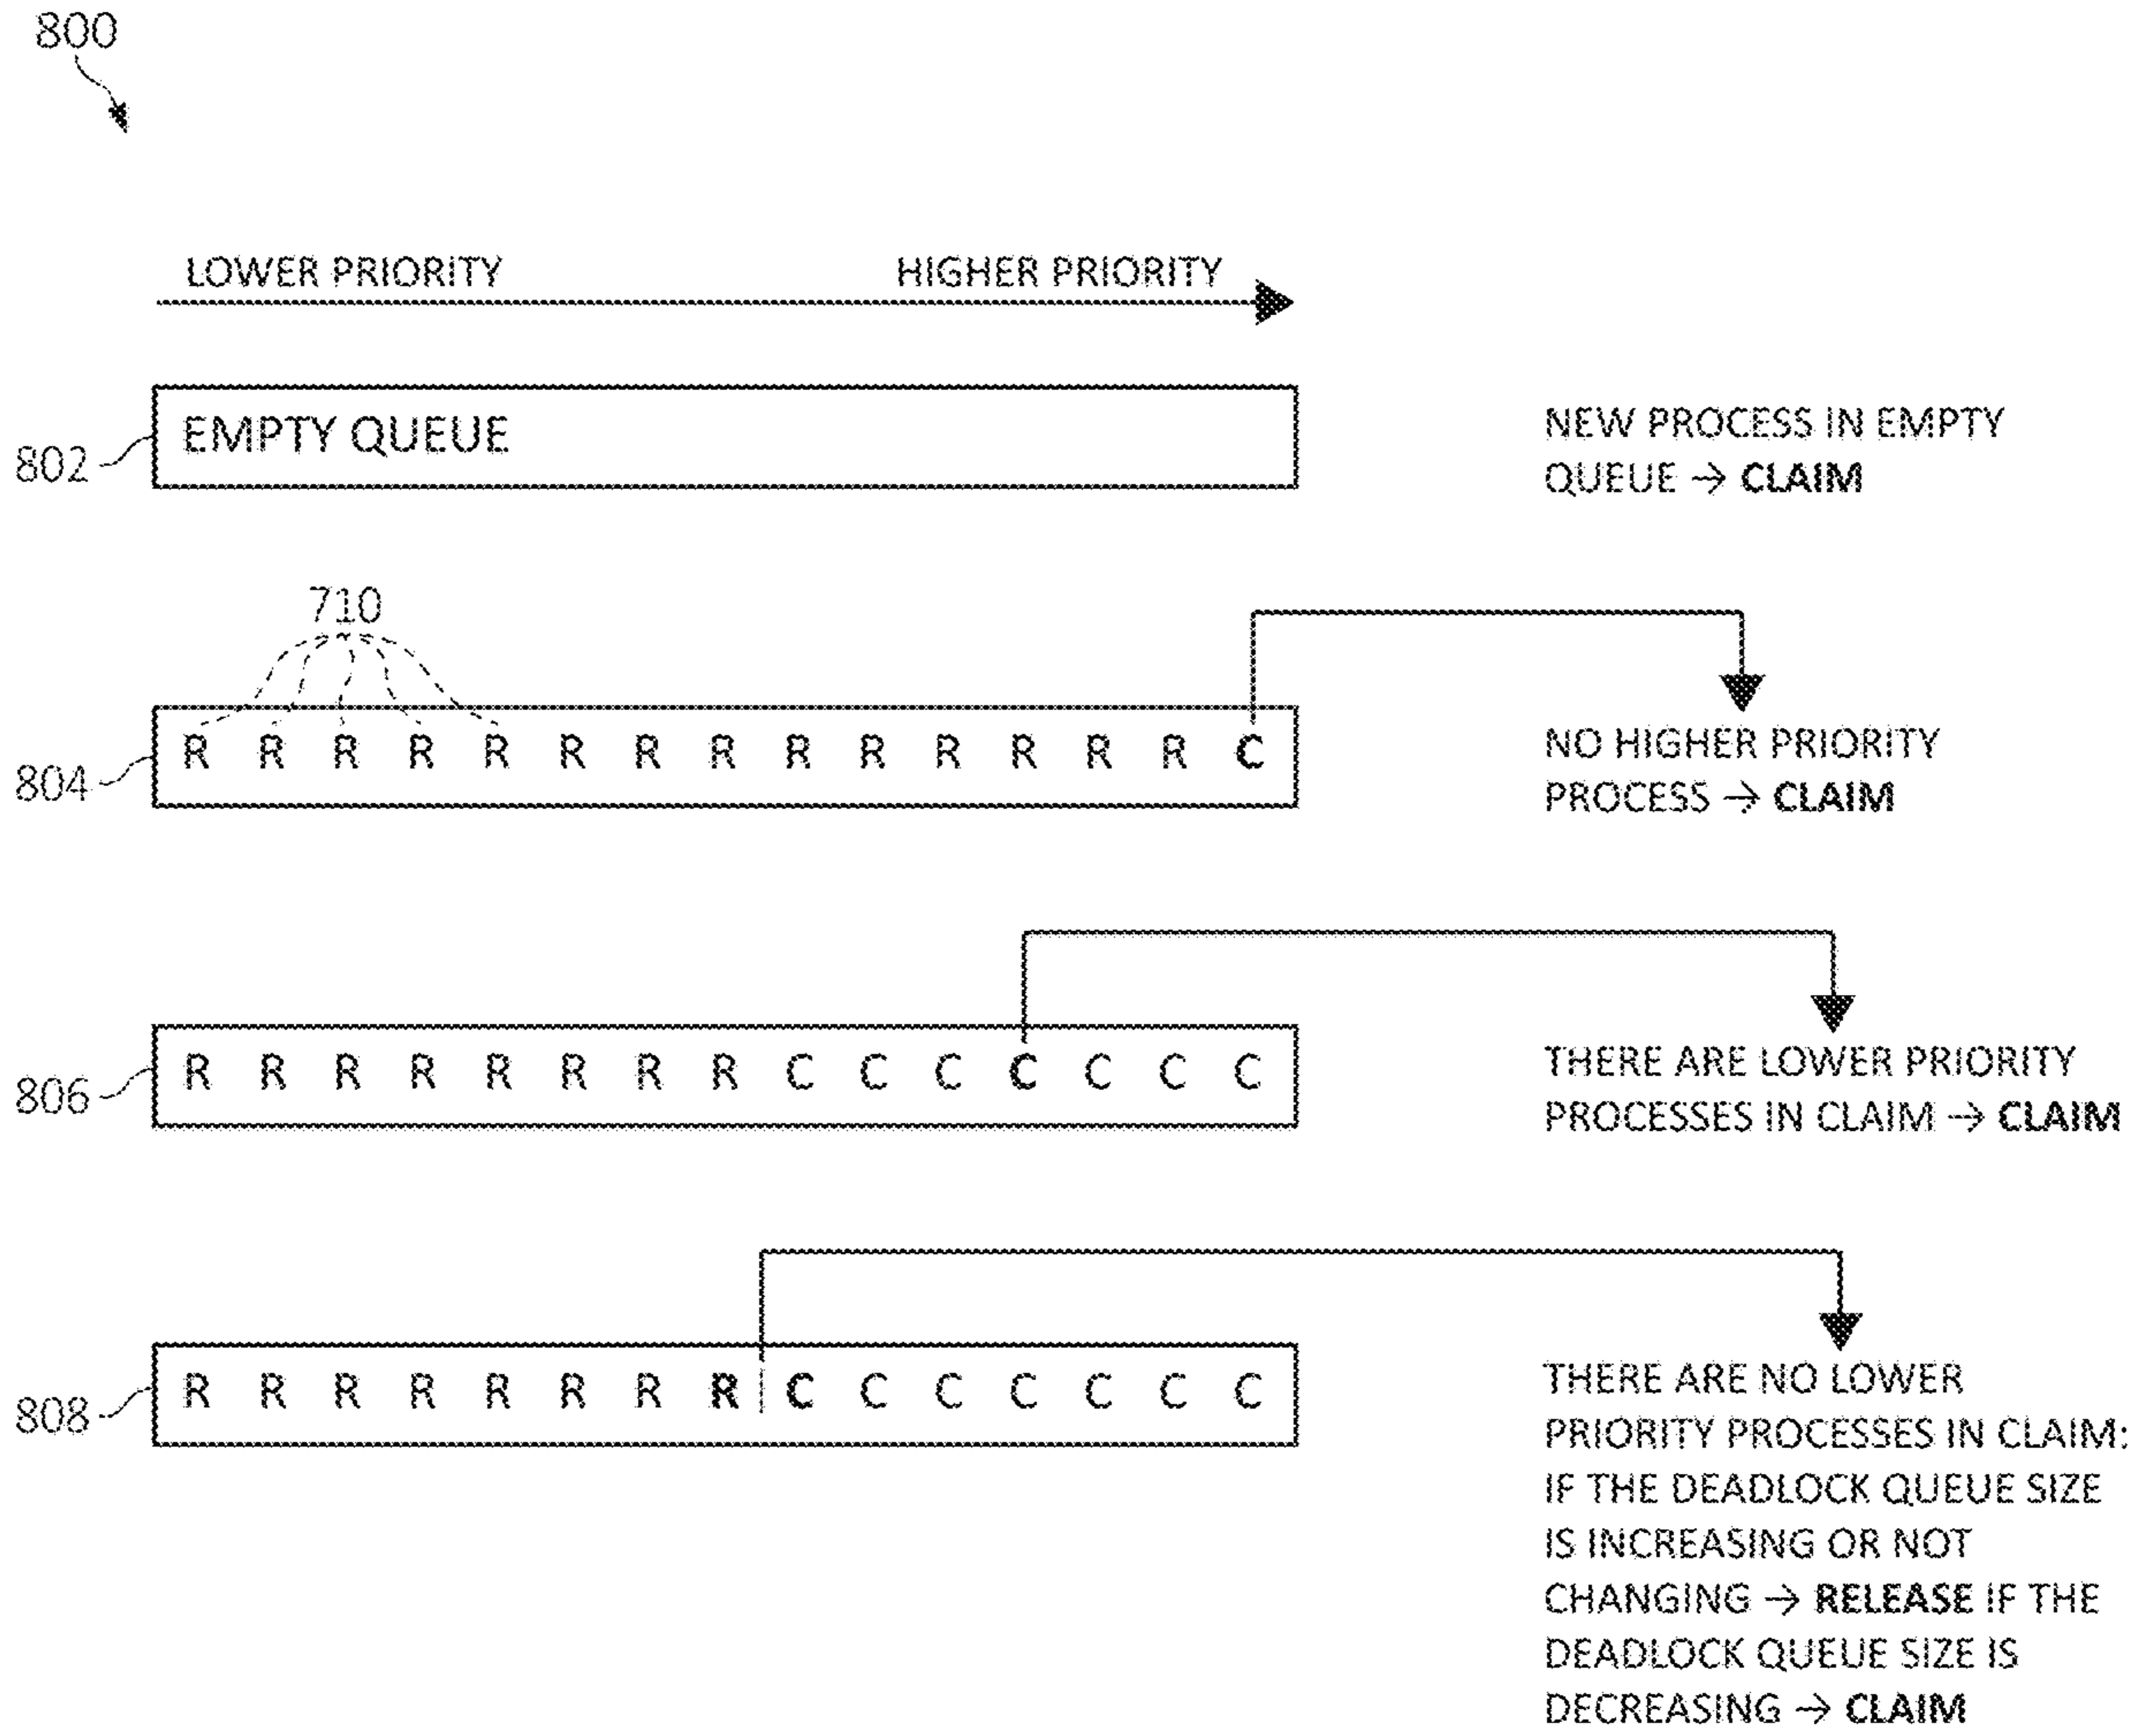 800
LOWER PRIORITY HIGHER PRIORITY
EMPTY QUEUE
802
NEW PROCESS IN EMPTY
QUEUE → CLAIM
710
R R R R R R R R R R R R R R C
804
NO HIGHER PRIORITY
PROCESS → CLAIM
R R R R R R R R C C C C C C C
806
THERE ARE LOWER PRIORITY
PROCESSES IN CLAIM → CLAIM
R R R R R R R R C C C C C C C
808
THERE ARE NO LOWER
PRIORITY PROCESSES IN CLAIM:
IF THE DEADLOCK QUEUE SIZE
IS INCREASING OR NOT
CHANGING → RELEASE IF THE
DEADLOCK QUEUE SIZE IS
DECREASING → CLAIM